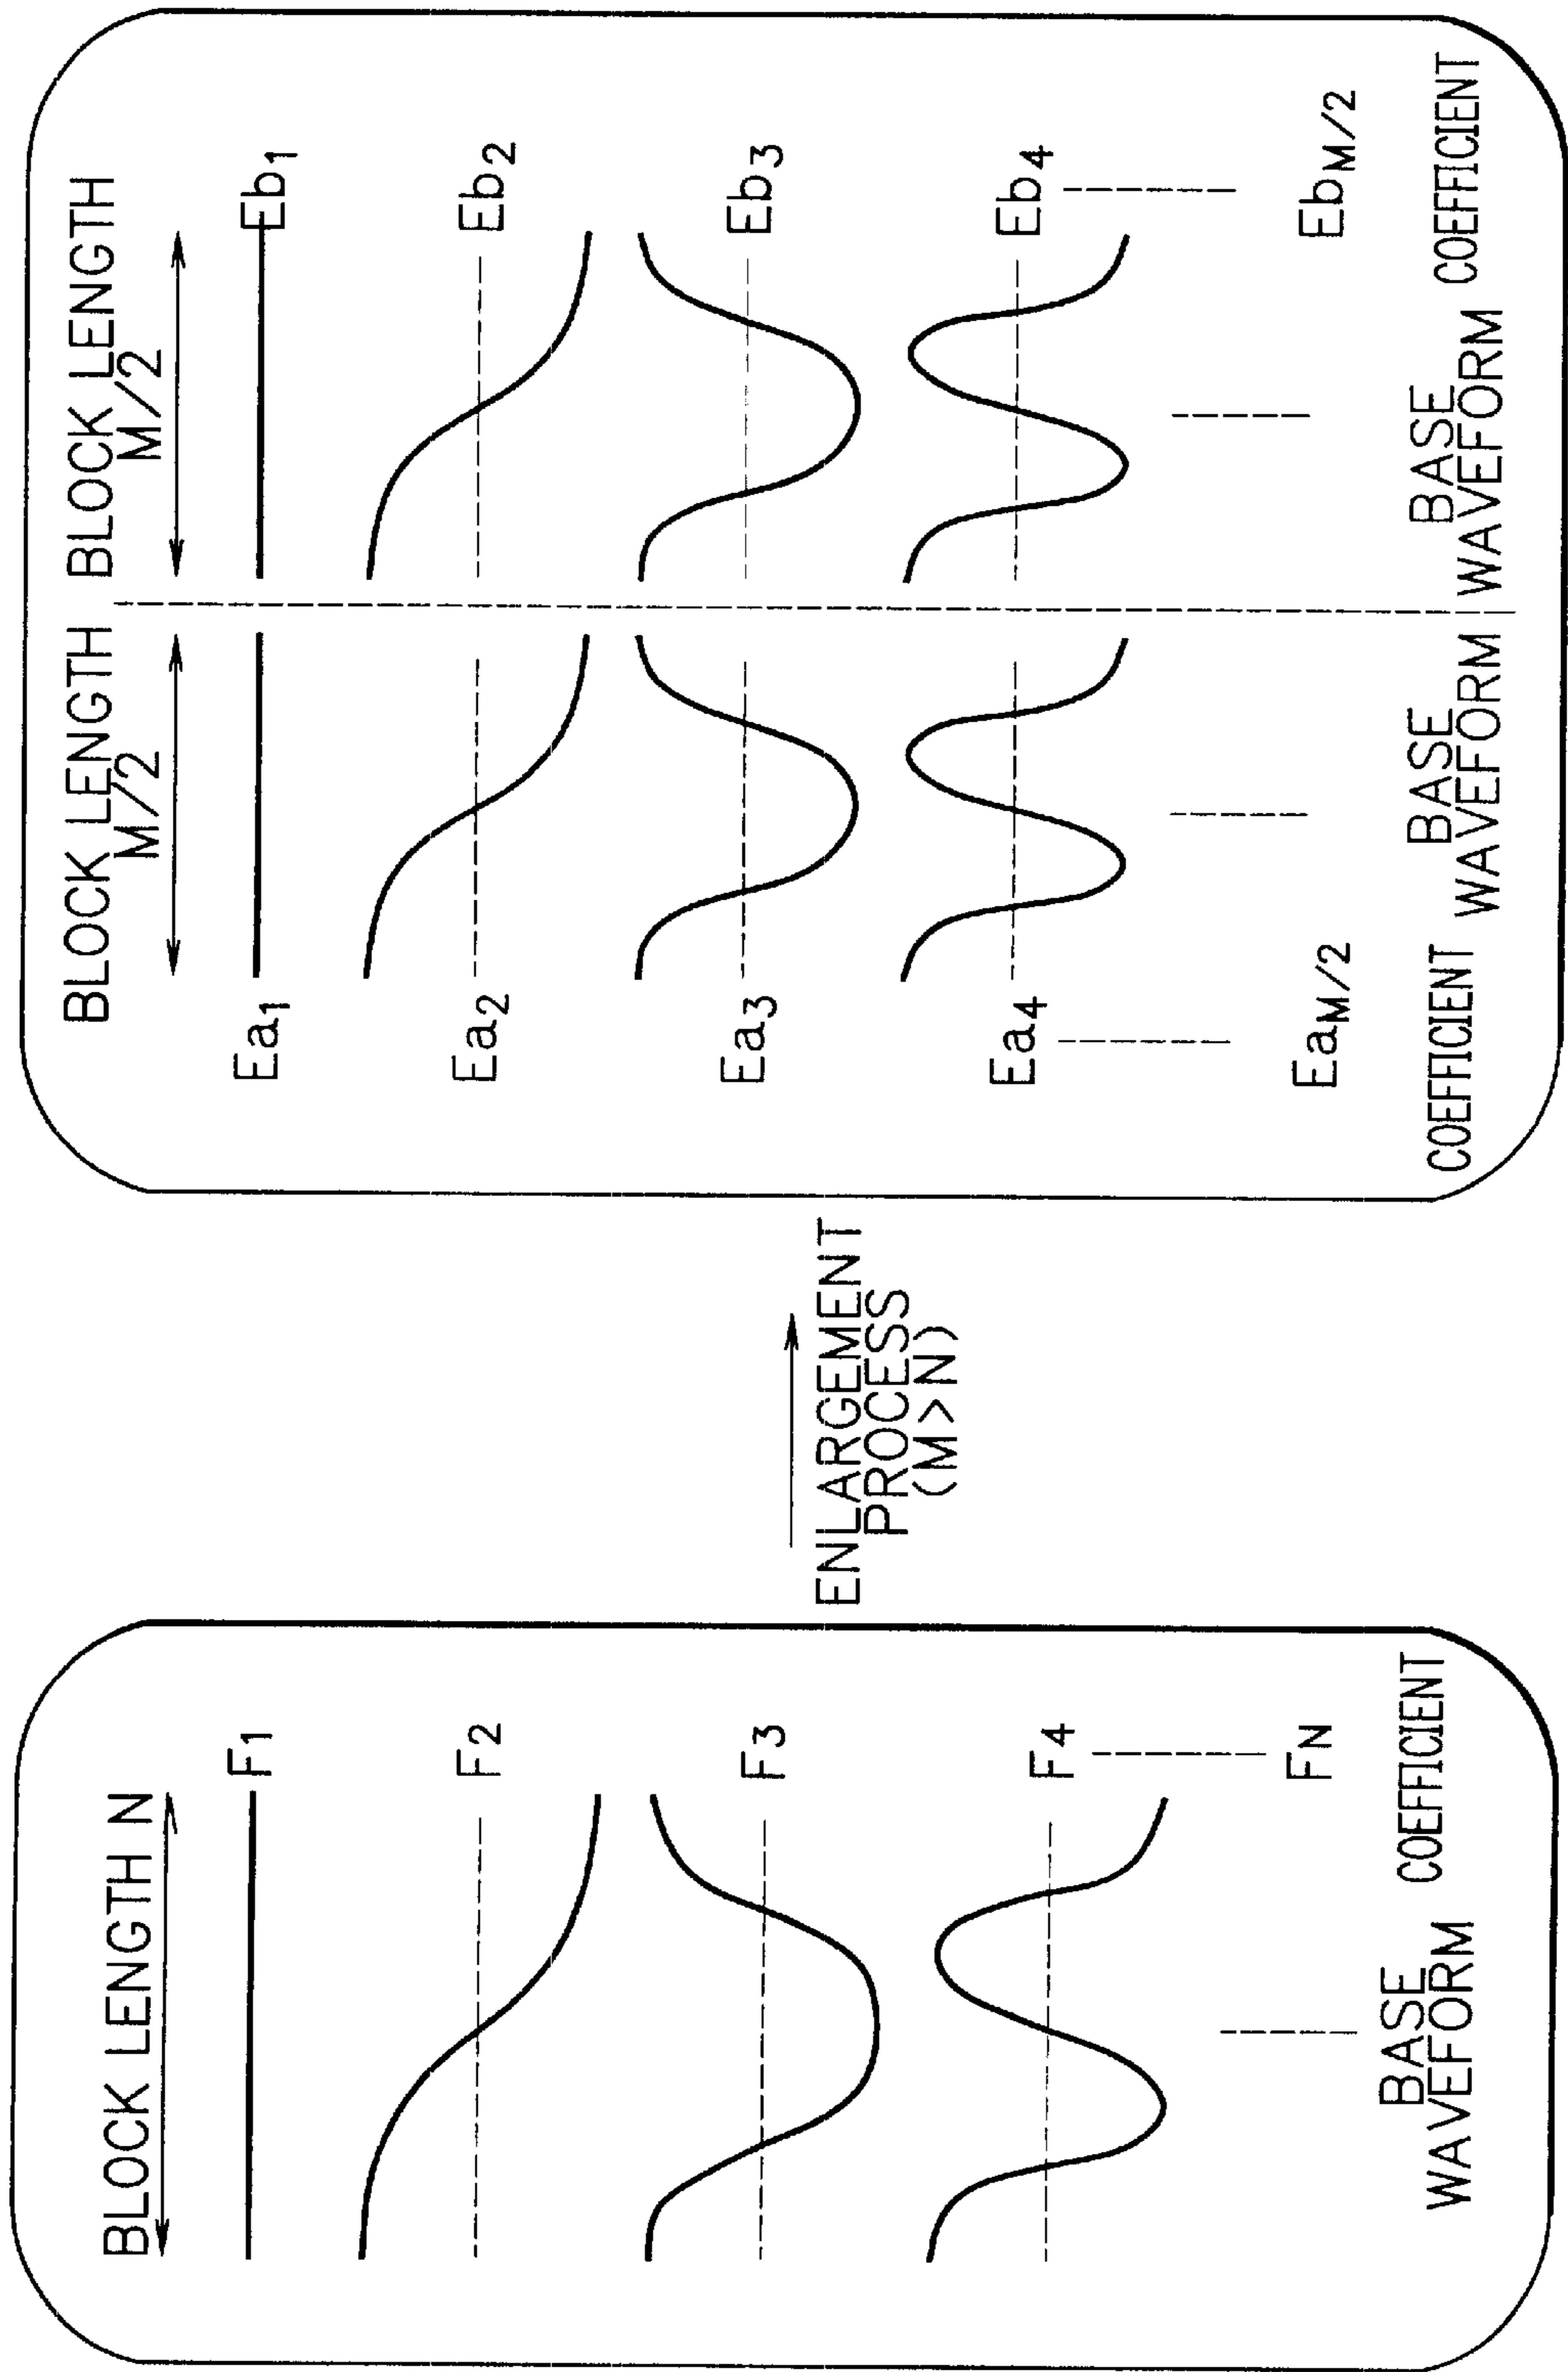 BLOCK LENGTH N
F1
F2
F3
F4
FN
BASE
WAVEFORM
COEFFICIENT
ENLARGEMENT
PROCESS
(M>N)
BLOCK LENGTH
M/2
BLOCK LENGTH
M/2
Ea1
Eb1
Ea2
Eb2
Ea3
Eb3
Ea4
Eb4
EaM/2
EbM/2
COEFFICIENT
BASE
WAVEFORM
BASE
WAVEFORM
COEFFICIENT